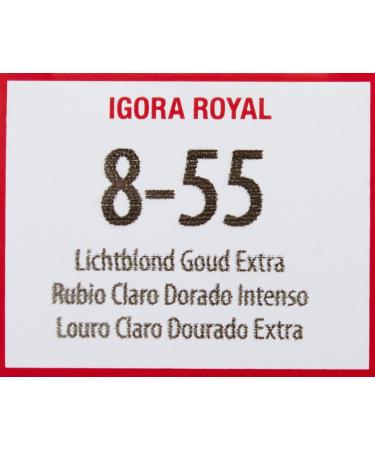 IGORA ROYAL
8-55
Lichtblond Goud Extra
Rubio Claro Dorado Intenso
Louro Claro Dourado Extra